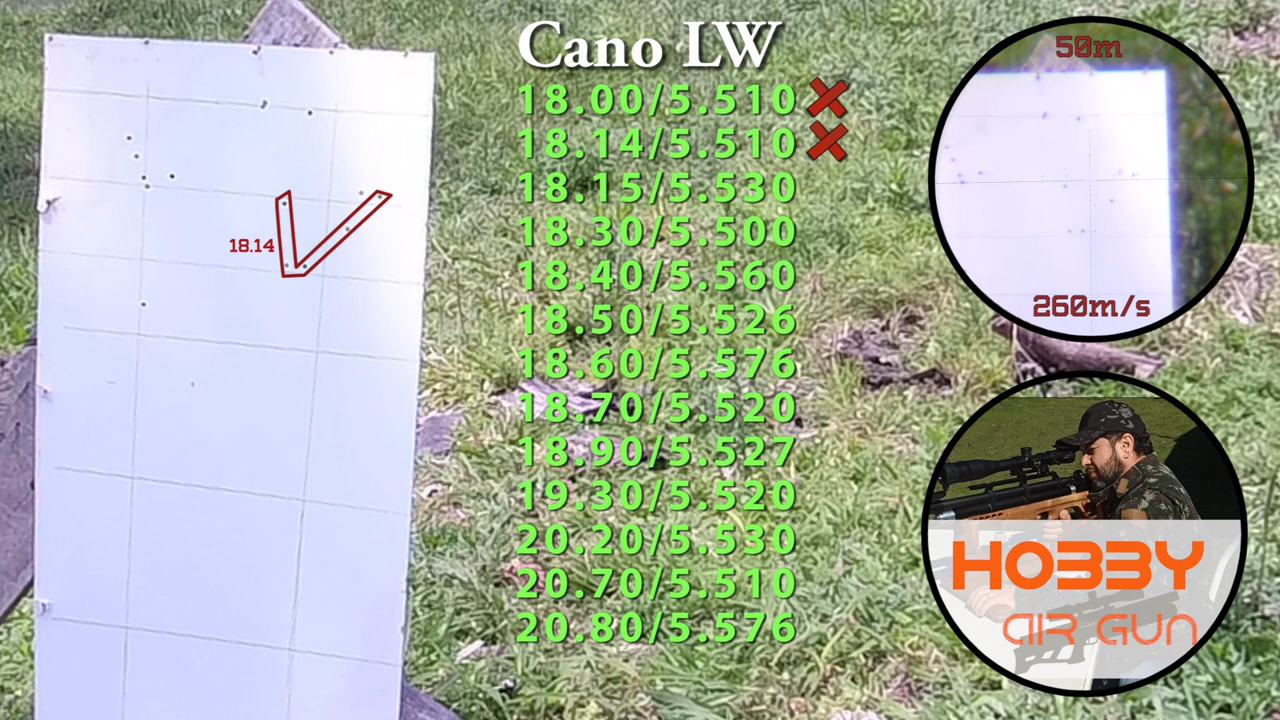 Cano LW
18.00/5.510
18.14/5.510
18.15/5.530
18.30/5.500
18.40/5.560
18.50/5.526
18.60/5.576
18.70/5.520
18.90/5.527
19.30/5.520
20.20/5.530
20.70/5.510
20.80/5.576
18.14
50m
260m/s
HOBBY
AIR GUN